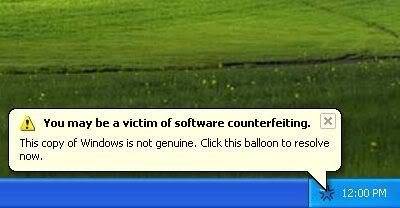 You may be a victim of software counterfeiting.
This copy of Windows is not genuine. Click this balloon to resolve
now.
12:00 PM